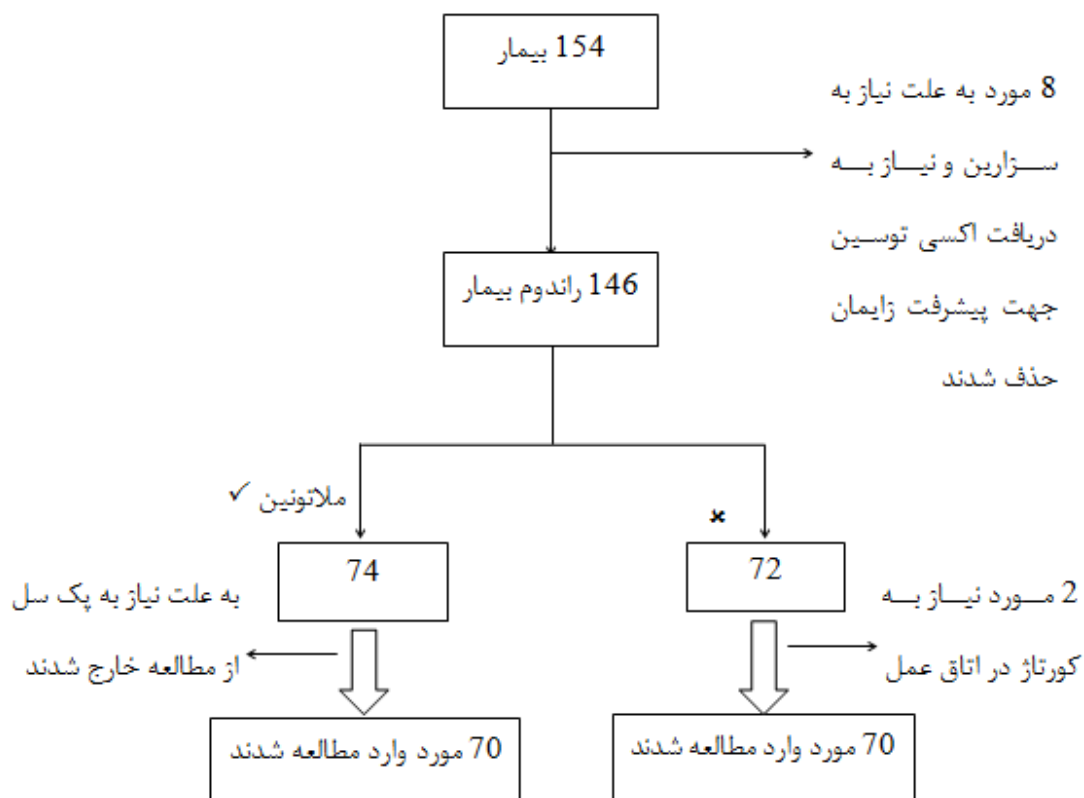 154 بیمار
8 مورد به علت نیاز به
سزارین و نیاز به
دریافت اکسی توسین
جهت پیشرفت زایمان
حذف شدند
146 راندوم بیمار
ملاتونین ✓
×
74
72
به علت نیاز به پک سل
از مطالعه خارج شدند
2 مورد نیاز به
کورتاژ در اتاق عمل
70 مورد وارد مطالعه شدند
70 مورد وارد مطالعه شدند